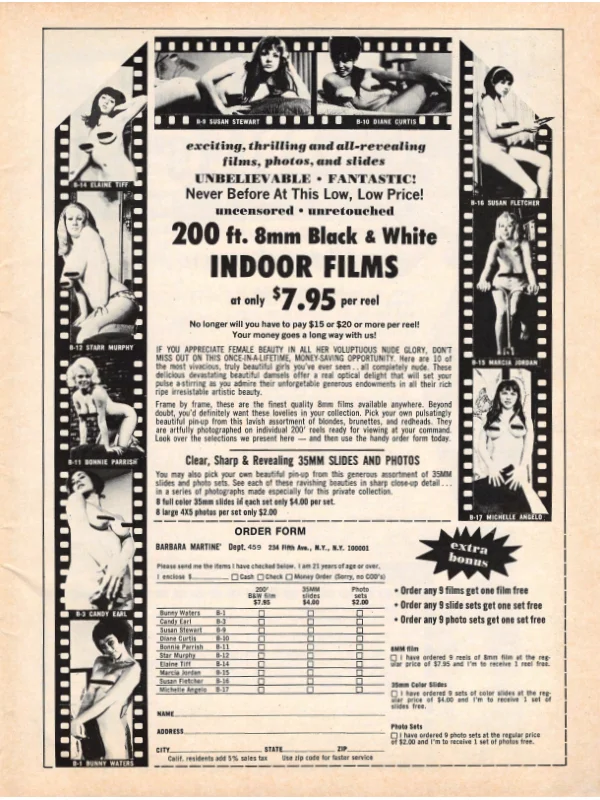 B-9 SUSAN STEWART
B-10 DIANE CURTIS
B-14 ELAINE TIFF
B-12 STARR MURPHY
B-11 BONNIE PARRISH
B-3 CANDY EARL
B-1 BUNNY WATERS
B-16 SUSAN FLETCHER
B-15 MARCIA JORDAN
B-17 MICHELLE ANGELO
exciting, thrilling and all-revealing
films, photos, and slides
UNBELIEVABLE • FANTASTIC!
Never Before At This Low, Low Price!
uncensored • unretouched
200 ft. 8mm Black & White
INDOOR FILMS
at only $7.95 per reel
No longer will you have to pay $15 or $20 or more per reel!
Your money goes a long way with us!
IF YOU APPRECIATE FEMALE BEAUTY IN ALL HER VOLUPTUOUS NUDE GLORY, DON'T
MISS OUT ON THIS ONCE-IN-A-LIFETIME, MONEY-SAVING OPPORTUNITY. Here are 10 of
the most vivacious, truly beautiful girls you've ever seen . . all completely nude. These
delicious devastating beautiful damsels offer a real optical delight that will set your
pulse a-stirring as you admire their unforgetable generous endowments in all their rich
ripe irresistable artistic beauty.
Frame by frame, these are the finest quality 8mm films available anywhere. Beyond
doubt, you'd definitely want these lovelies in your collection. Pick your own pulsatingly
beautiful pin-up from this lavish assortment of blondes, brunettes, and redheads. They
are artfully photographed on individual 200' reels ready for viewing at your command.
Look over the selections we present here — and then use the handy order form today.
Clear, Sharp & Revealing 35MM SLIDES AND PHOTOS
You may also pick your own beautiful pin-up from this generous assortment of 35MM
slides and photo sets. See each of these ravishing beauties in sharp close-up detail . . .
in a series of photographs made especially for this private collection.
8 full color 35mm slides in each set only $4.00 per set.
8 large 4X5 photos per set only $2.00
ORDER FORM
BARBARA MARTINE' Dept. 459 234 Fifth Ave., N.Y., N.Y. 100001
Please send me the items I have checked below. I am 21 years of age or over.
I enclose $ Cash Check Money Order (Sorry, no COD's)
200' 35MM Photo
B&W film slides sets
$7.95 $4.00 $2.00
Bunny Waters B-1
Candy Earl B-3
Susan Stewart B-9
Diane Curtis B-10
Bonnie Parrish B-11
Star Murphy B-12
Elaine Tiff B-14
Marcia Jordon B-15
Susan Fletcher B-16
Michelle Angelo B-17
NAME
ADDRESS
CITY STATE ZIP
Calif. residents add 5% sales tax Use zip code for faster service
extra
bonus
• Order any 9 films get one film free
• Order any 9 slide sets get one set free
• Order any 9 photo sets get one set free
8MM film
I have ordered 9 reels of 8mm film at the reg-
ular price of $7.95 and I'm to receive 1 reel free.
35mm Color Slides
I have ordered 9 sets of color slides at the reg-
ular price of $4.00 and I'm to receive 1 set of
slides free.
Photo Sets
I have ordered 9 photo sets at the regular price
of $2.00 and I'm to receive 1 set of photos free.